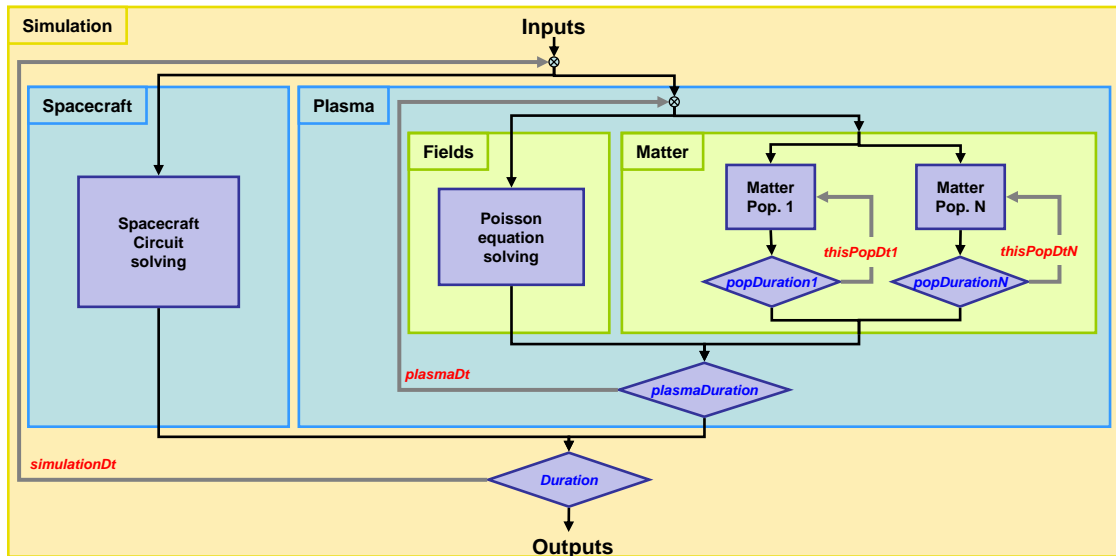 Simulation
Inputs
Spacecraft
Plasma
Fields
Matter
Spacecraft
Circuit
solving
Poisson
equation
solving
Matter
Pop. 1
Matter
Pop. N
thisPopDt1
thisPopDtN
popDuration1
popDurationN
plasmaDt
plasmaDuration
simulationDt
Duration
Outputs